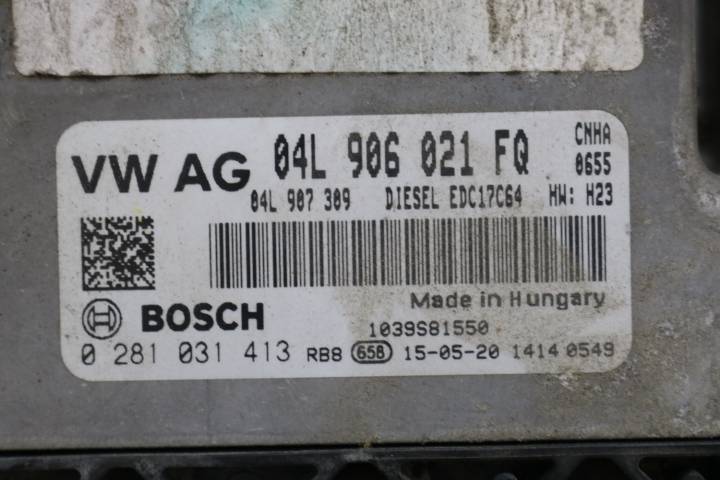 VW AG 04L 906 021 FQ CNHA
0655
04L 907 309 DIESEL EDC17C64 HW: H23
Made in Hungary
BOSCH
1039S81550
0 281 031 413 RB8 658 15-05-20 1414 0549